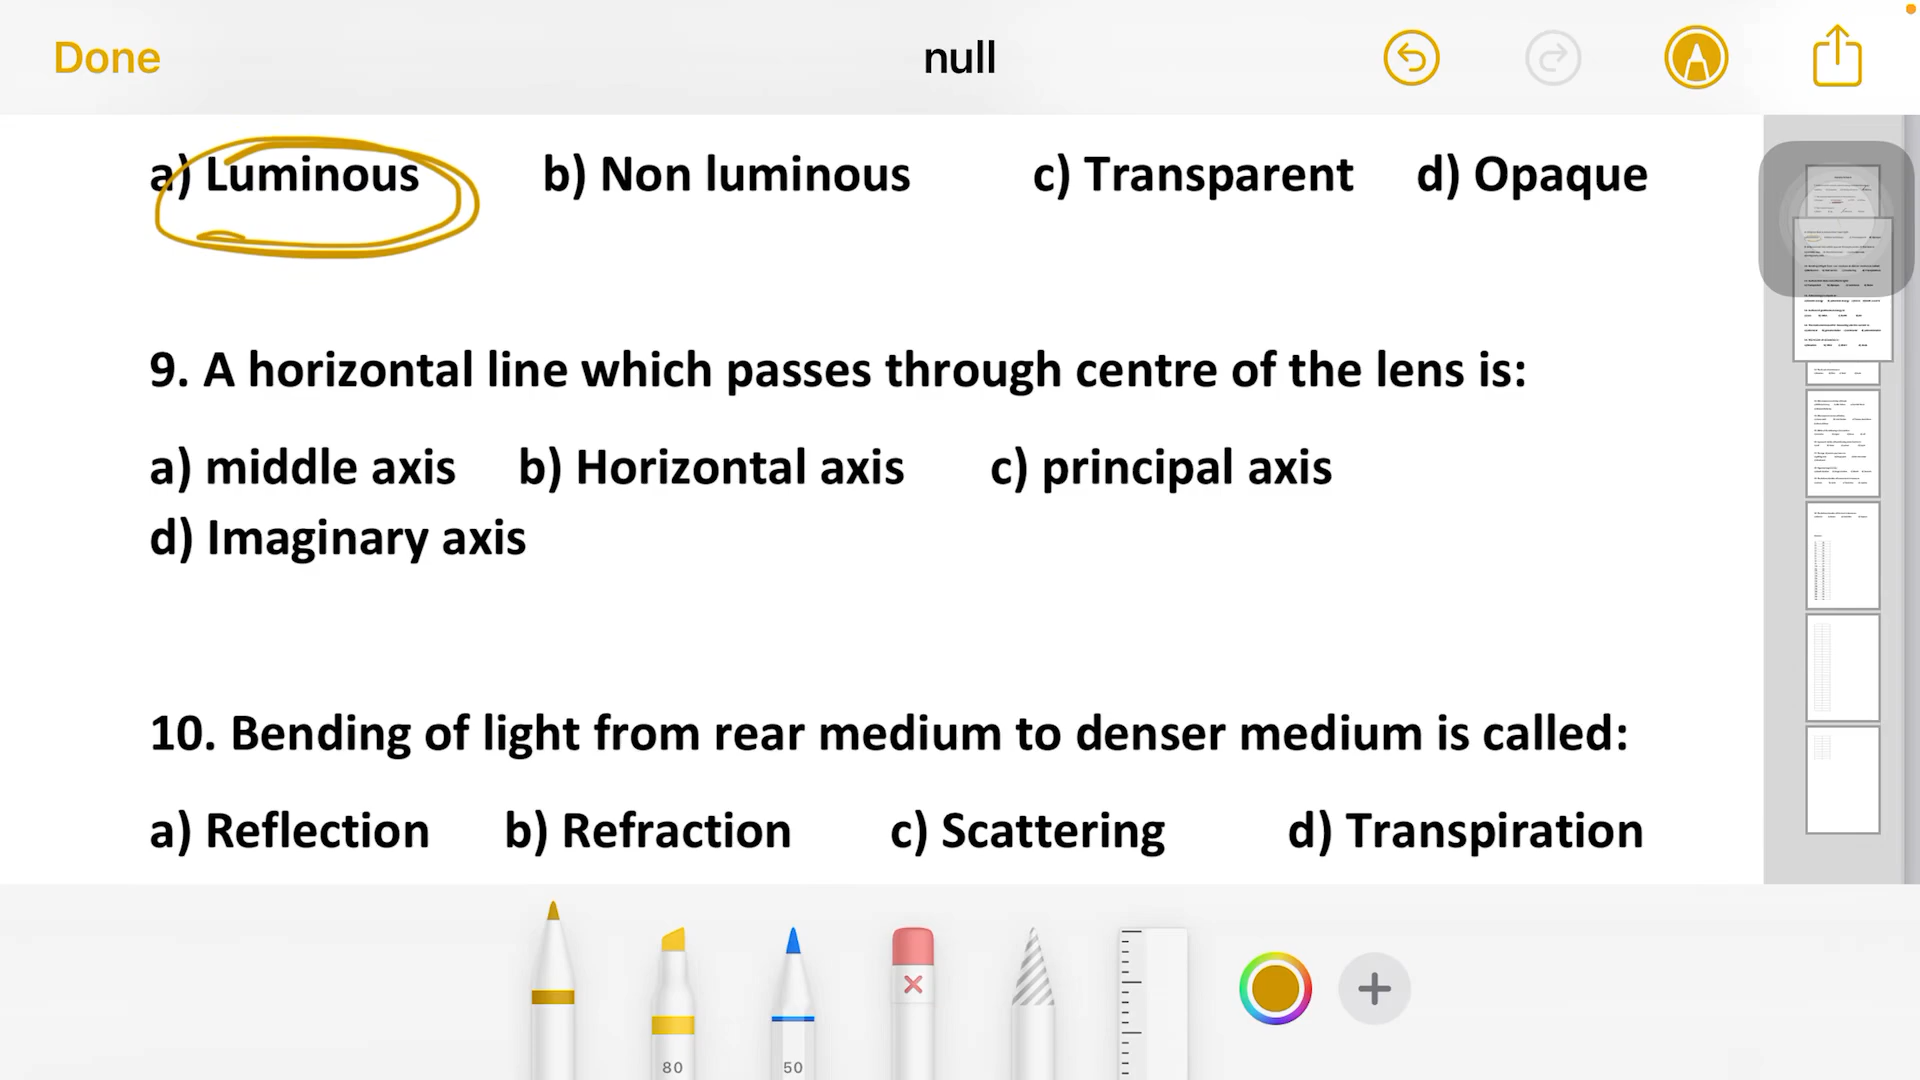 Done
null
a) Luminous b) Non luminous c) Transparent d) Opaque
9. A horizontal line which passes through centre of the lens is:
a) middle axis b) Horizontal axis c) principal axis
d) Imaginary axis
10. Bending of light from rear medium to denser medium is called:
a) Reflection b) Refraction c) Scattering d) Transpiration
80
50